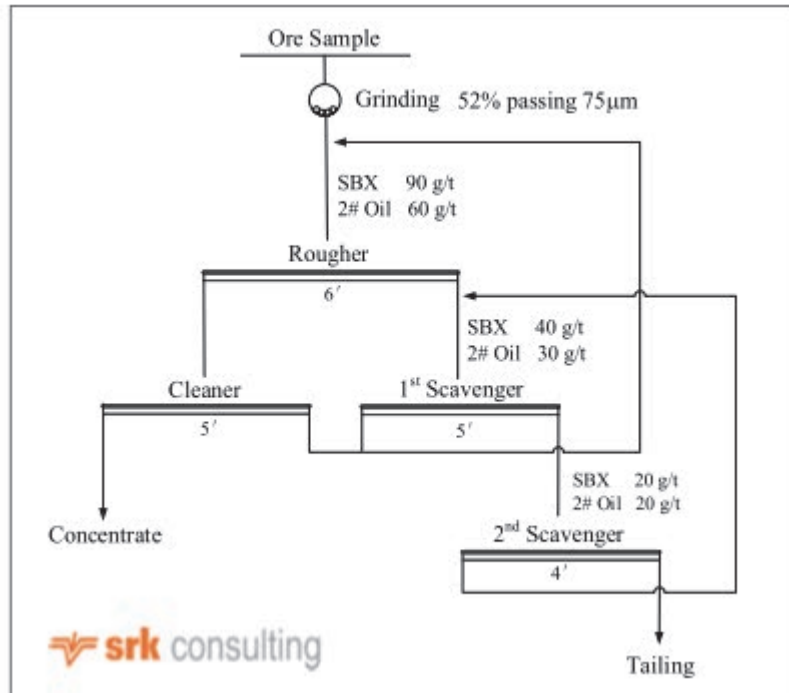 Ore Sample
Grinding 52% passing 75μm
SBX 90 g/t
2# Oil 60 g/t
Rougher
6′
SBX 40 g/t
2# Oil 30 g/t
Cleaner
1st Scavenger
5′
5′
SBX 20 g/t
2# Oil 20 g/t
Concentrate
2nd Scavenger
4′
srk consulting
Tailing